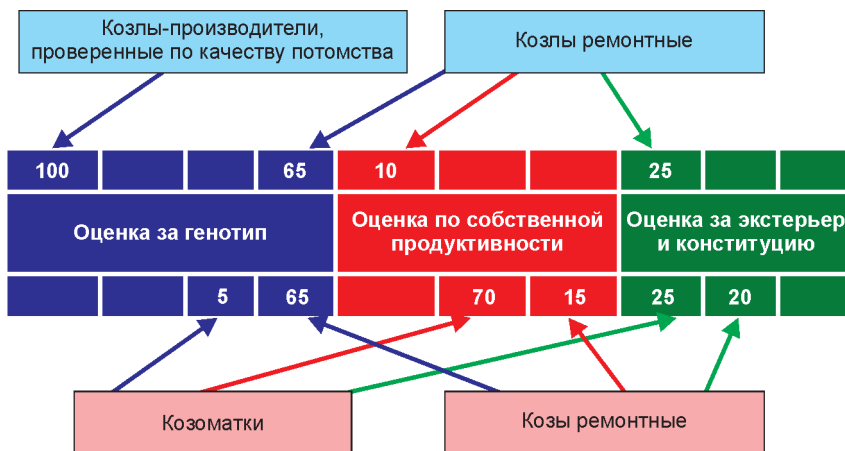 Козлы-производители,
проверенные по качеству потомства
Козлы ремонтные
100 65 10 25
Оценка за генотип
Оценка по собственной
продуктивности
Оценка за экстерьер
и конституцию
5 65 70 15 25 20
Козоматки
Козы ремонтные